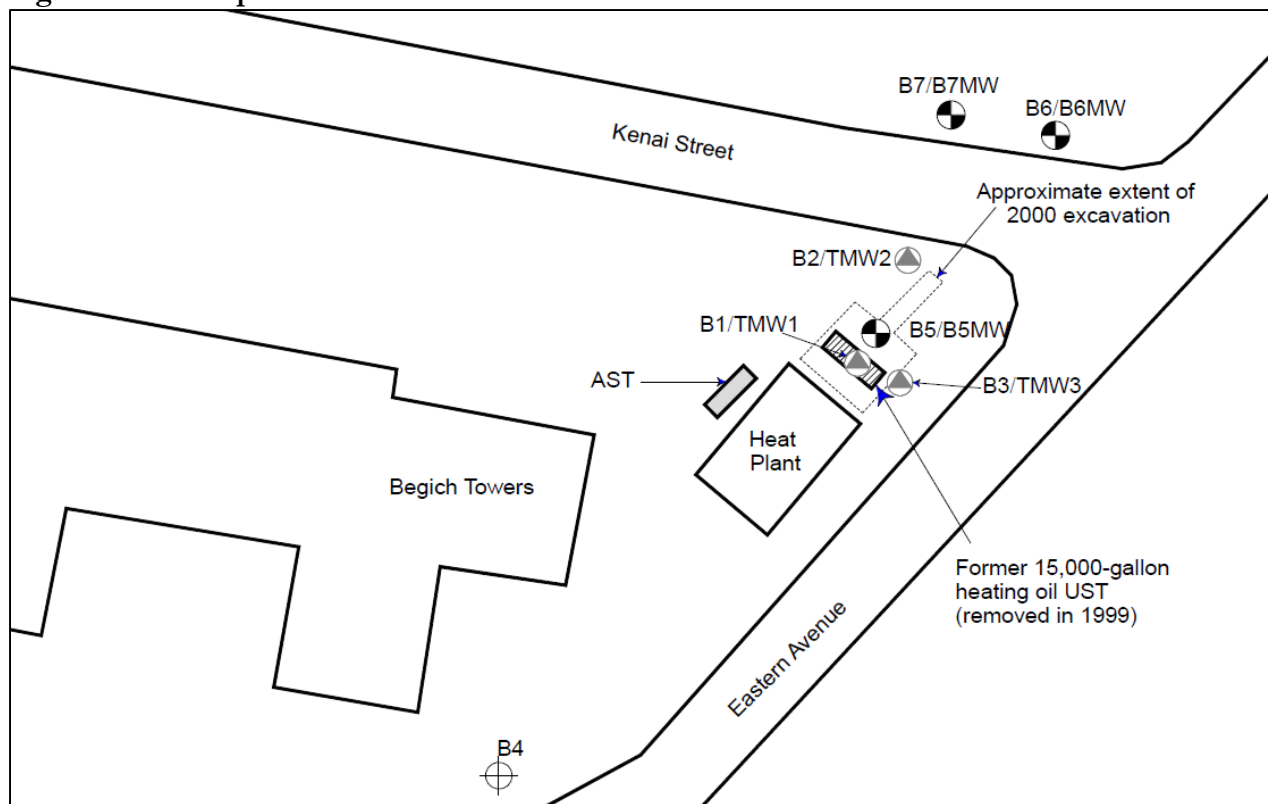 B7/B7MW
B6/B6MW
Kenai Street
Approximate extent of
2000 excavation
B2/TMW2
B1/TMW1
B5/B5MW
AST
B3/TMW3
Heat
Plant
Begich Towers
Former 15,000-gallon
heating oil UST
(removed in 1999)
Eastern Avenue
B4